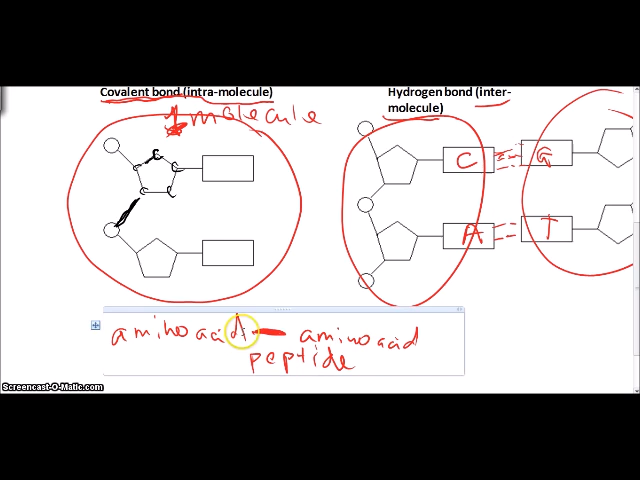 Covalent bond (intra-molecule)
1 molecule
Hydrogen bond (inter-
molecule)
C G
A T
c
c c
c c
amino acid — amino acid
peptide
Screencast-O-Matic.com